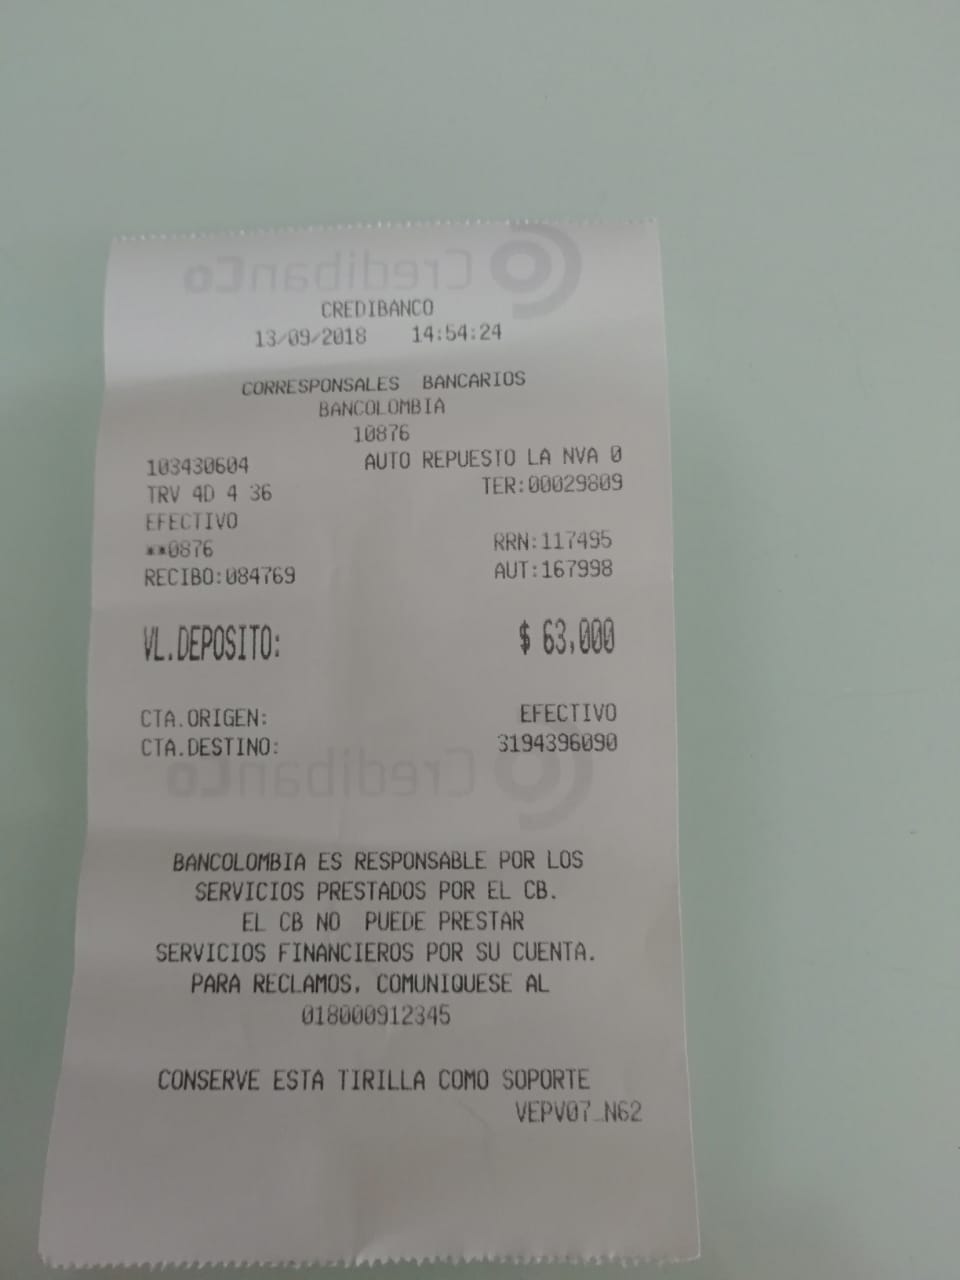 CredibanCo
CREDIBANCO
13/09/2018 14:54:24
CORRESPONSALES BANCARIOS
BANCOLOMBIA
10876
103430604 AUTO REPUESTO LA NVA 0
TRV 4D 4 36 TER:00029809
EFECTIVO
**0876 RRN:117495
RECIBO:084769 AUT:167998
VL.DEPOSITO: $ 63,000
CTA.ORIGEN: EFECTIVO
CTA.DESTINO: 3194396090
CredibanCo
BANCOLOMBIA ES RESPONSABLE POR LOS
SERVICIOS PRESTADOS POR EL CB.
EL CB NO PUEDE PRESTAR
SERVICIOS FINANCIEROS POR SU CUENTA.
PARA RECLAMOS, COMUNIQUESE AL
018000912345
CONSERVE ESTA TIRILLA COMO SOPORTE
VEPV07_N62